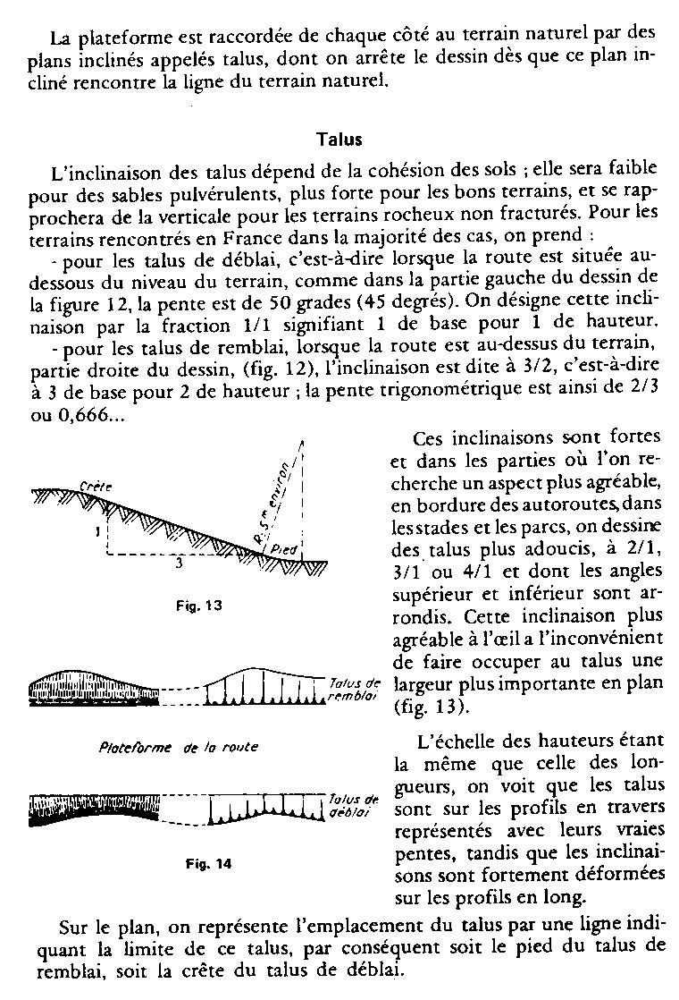 La plateforme est raccordée de chaque côté au terrain naturel par des
plans inclinés appelés talus, dont on arrête le dessin dès que ce plan in-
cliné rencontre la ligne du terrain naturel.
Talus
L'inclinaison des talus dépend de la cohésion des sols ; elle sera faible
pour des sables pulvérulents, plus forte pour les bons terrains, et se rap-
prochera de la verticale pour les terrains rocheux non fracturés. Pour les
terrains rencontrés en France dans la majorité des cas, on prend :
- pour les talus de déblai, c'est-à-dire lorsque la route est située au-
dessous du niveau du terrain, comme dans la partie gauche du dessin de
la figure 12, la pente est de 50 grades (45 degrés). On désigne cette incli-
naison par la fraction 1/1 signifiant 1 de base pour 1 de hauteur.
- pour les talus de remblai, lorsque la route est au-dessus du terrain,
partie droite du dessin, (fig. 12), l'inclinaison est dite à 3/2, c'est-à-dire
à 3 de base pour 2 de hauteur ; la pente trigonométrique est ainsi de 2/3
ou 0,666...
Crête
1
3
R. 5m environ
Pied
Fig. 13
Ces inclinaisons sont fortes
et dans les parties où l'on re-
cherche un aspect plus agréable,
en bordure des autoroutes, dans
les stades et les parcs, on dessine
des talus plus adoucis, à 2/1,
3/1 ou 4/1 et dont les angles
supérieur et inférieur sont ar-
rondis. Cette inclinaison plus
agréable à l'œil a l'inconvénient
de faire occuper au talus une
largeur plus importante en plan
(fig. 13).
Talus de
remblai
Plateforme de la route
Talus de
déblai
Fig. 14
L'échelle des hauteurs étant
la même que celle des lon-
gueurs, on voit que les talus
sont sur les profils en travers
représentés avec leurs vraies
pentes, tandis que les inclinai-
sons sont fortement déformées
sur les profils en long.
Sur le plan, on représente l'emplacement du talus par une ligne indi-
quant la limite de ce talus, par conséquent soit le pied du talus de
remblai, soit la crête du talus de déblai.